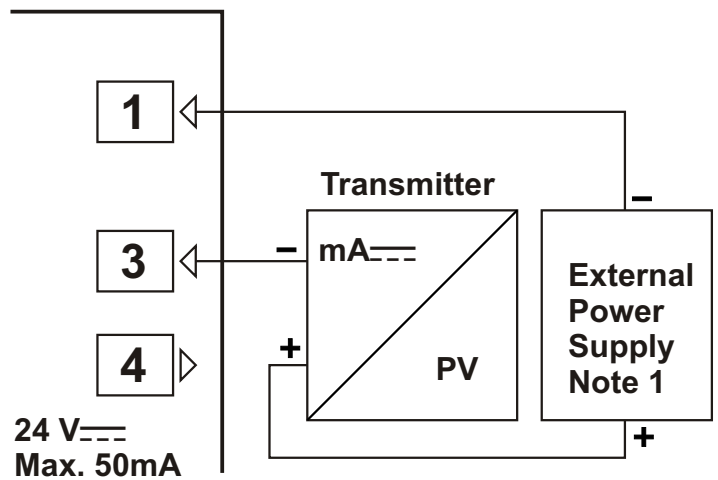 1
Transmitter
−
3
− mA
External
Power
Supply
Note 1
4
+
PV
24 V
Max. 50mA
+